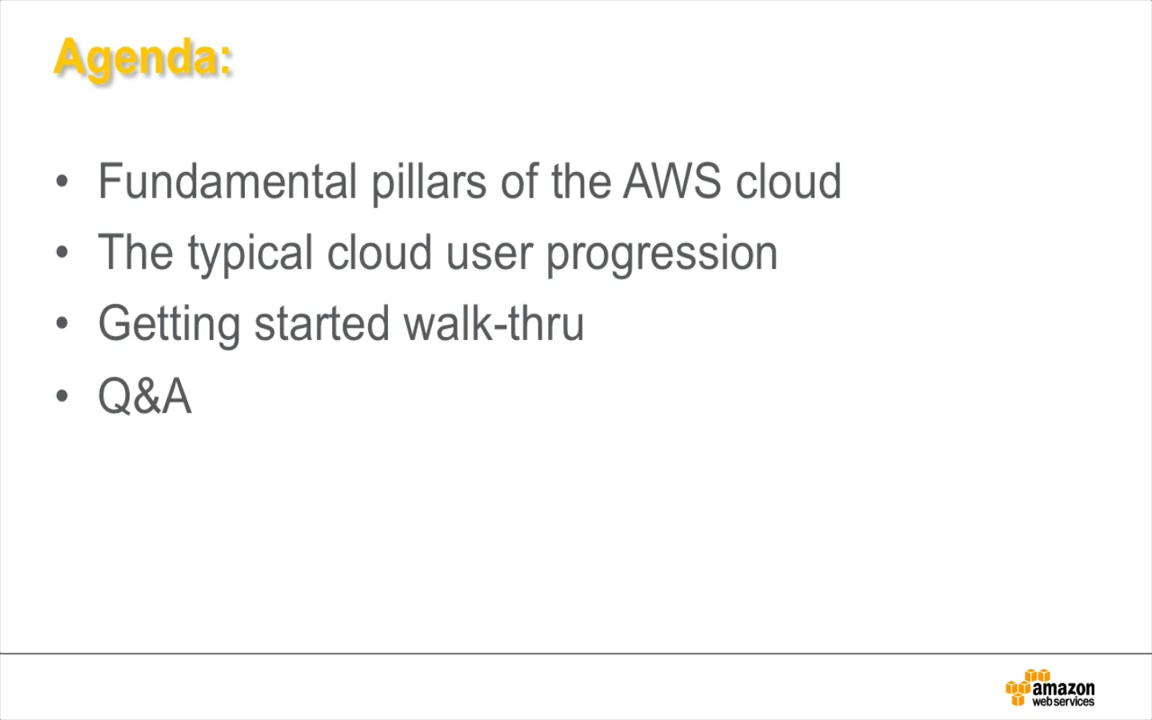 Agenda:
• Fundamental pillars of the AWS cloud
• The typical cloud user progression
• Getting started walk-thru
• Q&A
amazon
web services